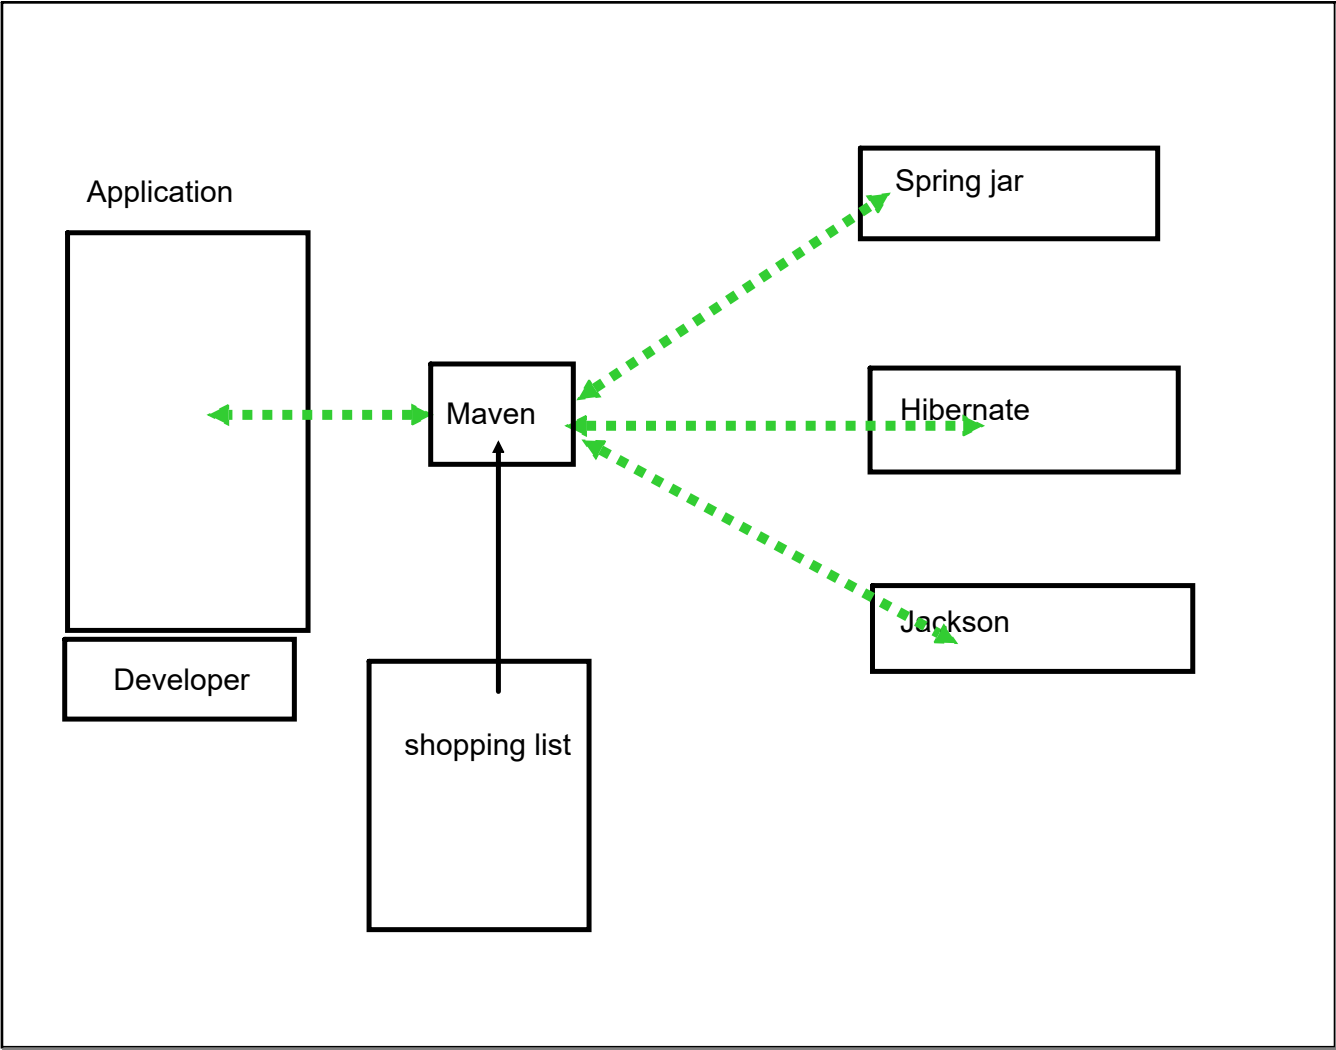 Application
Spring jar
Maven
Hibernate
Jackson
Developer
shopping list